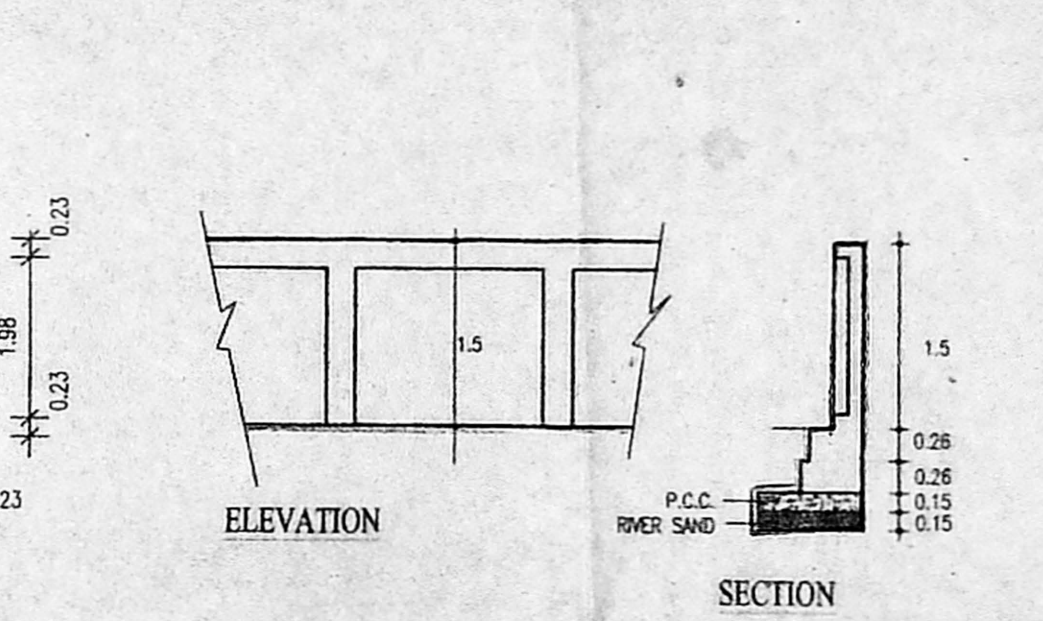 0.23
1.98
0.23
23
1.5
ELEVATION
1.5
0.26
0.26
P.C.C.
0.15
RIVER SAND
0.15
SECTION